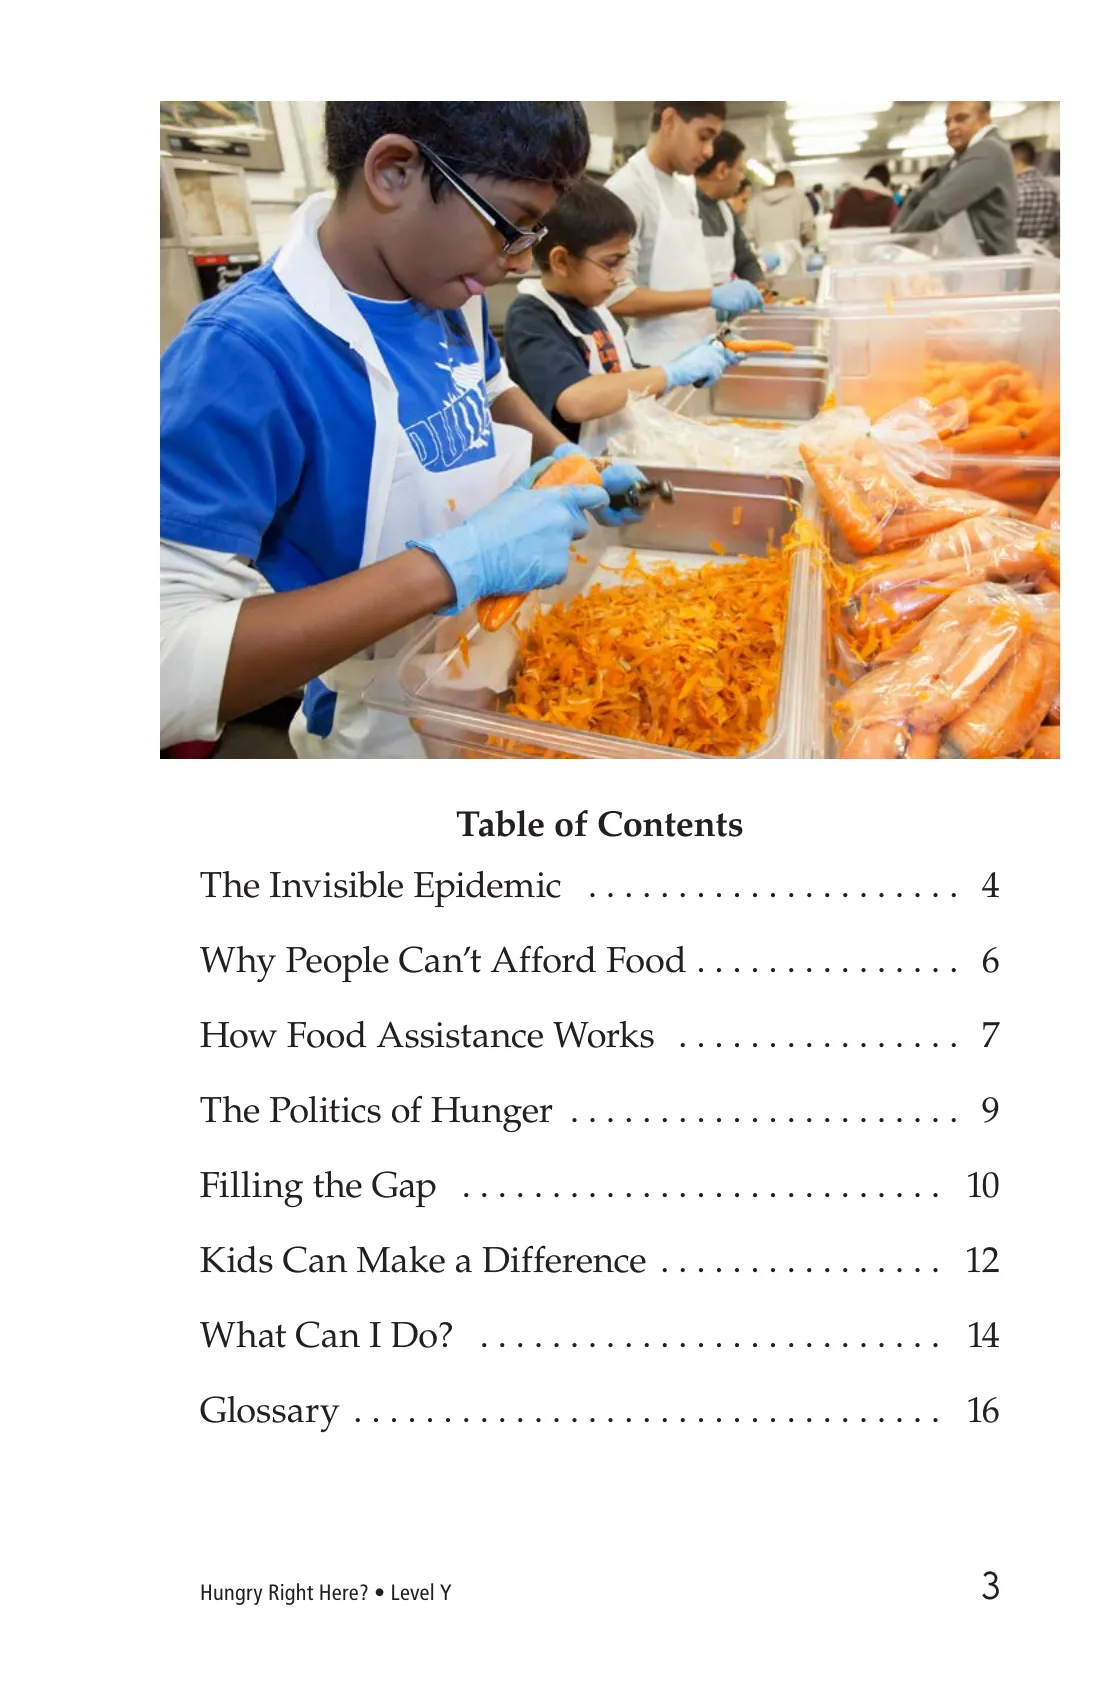 Table of Contents
The Invisible Epidemic . . . . . . . . . . . . . . . . . . . . . 4
Why People Can’t Afford Food . . . . . . . . . . . . . . . 6
How Food Assistance Works . . . . . . . . . . . . . . . . 7
The Politics of Hunger . . . . . . . . . . . . . . . . . . . . . . 9
Filling the Gap . . . . . . . . . . . . . . . . . . . . . . . . . . . 10
Kids Can Make a Difference . . . . . . . . . . . . . . . . 12
What Can I Do? . . . . . . . . . . . . . . . . . . . . . . . . . . 14
Glossary . . . . . . . . . . . . . . . . . . . . . . . . . . . . . . . . . 16
Hungry Right Here? • Level Y 3